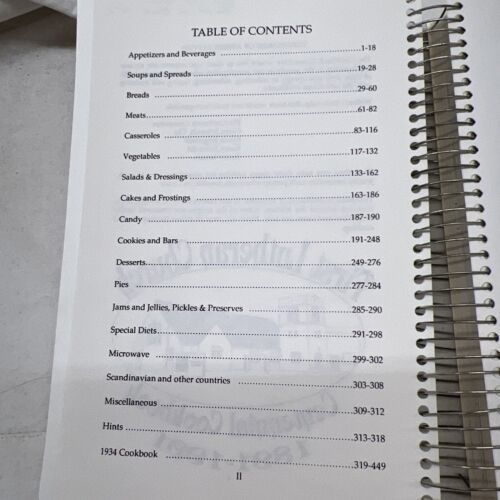 TABLE OF CONTENTS
Appetizers and Beverages ........ 1-18
Soups and Spreads ........ 19-28
Breads ........ 29-60
Meats ........ 61-82
Casseroles ........ 83-116
Vegetables ........ 117-132
Salads & Dressings ........ 133-162
Cakes and Frostings ........ 163-186
Candy ........ 187-190
Cookies and Bars ........ 191-248
Desserts ........ 249-276
Pies ........ 277-284
Jams and Jellies, Pickles & Preserves ........ 285-290
Special Diets ........ 291-298
Microwave ........ 299-302
Scandinavian and other countries ........ 303-308
Miscellaneous ........ 309-312
Hints ........ 313-318
1934 Cookbook ........ 319-449
II